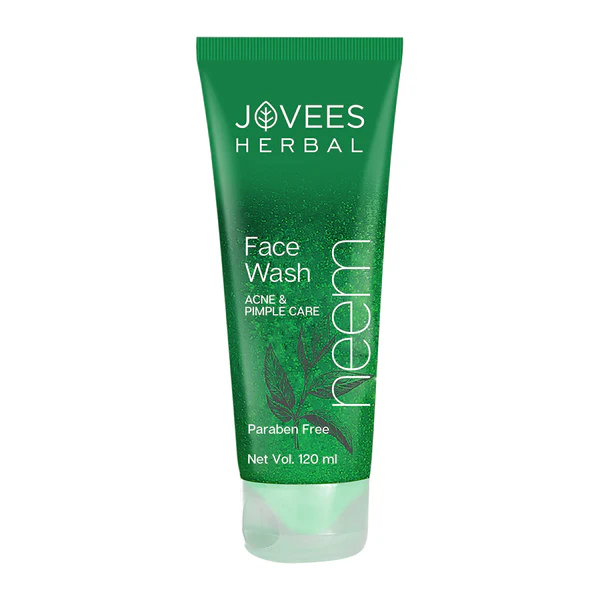 JOVEES
HERBAL
Face
Wash
ACNE &
PIMPLE CARE
neem
Paraben Free
Net Vol. 120 ml